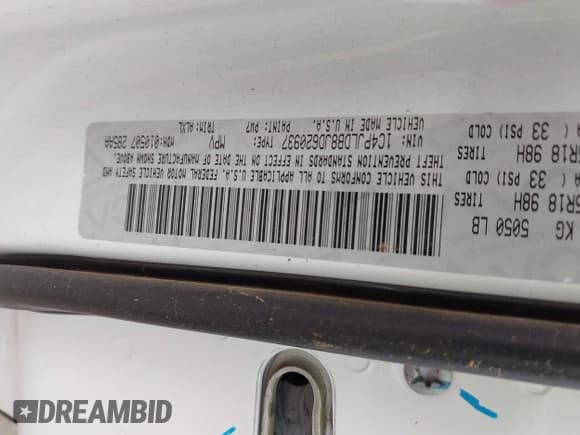 KG 5050 LB
5R18 98H TIRES
A ( 33 PSI) COLD
5R18 98H TIRES
A ( 33 PSI) COLD
THIS VEHICLE CONFORMS TO ALL APPLICABLE U.S.A. FEDERAL MOTOR VEHICLE SAFETY AND
THEFT PREVENTION STANDARDS IN EFFECT ON THE DATE OF MANUFACTURE SHOWN ABOVE.
VIN: 1C4PJLDB8JD620937 TYPE: MPV MDH:010507 285AA
VEHICLE MADE IN U.S.A. PAINT: PW7 TRIM: ALXL
DREAMBID